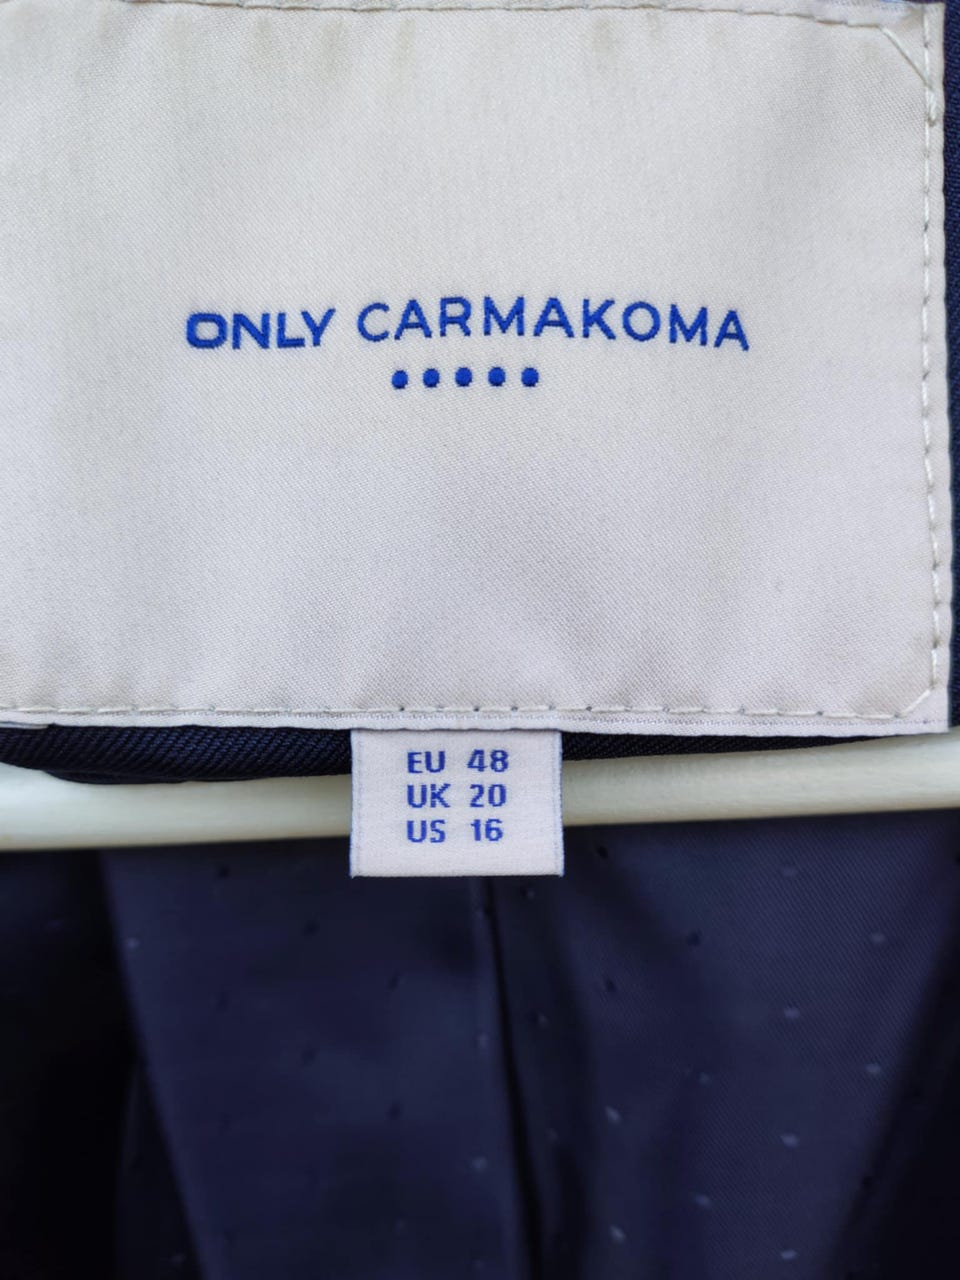 ONLY CARMAKOMA
•••••
EU 48
UK 20
US 16